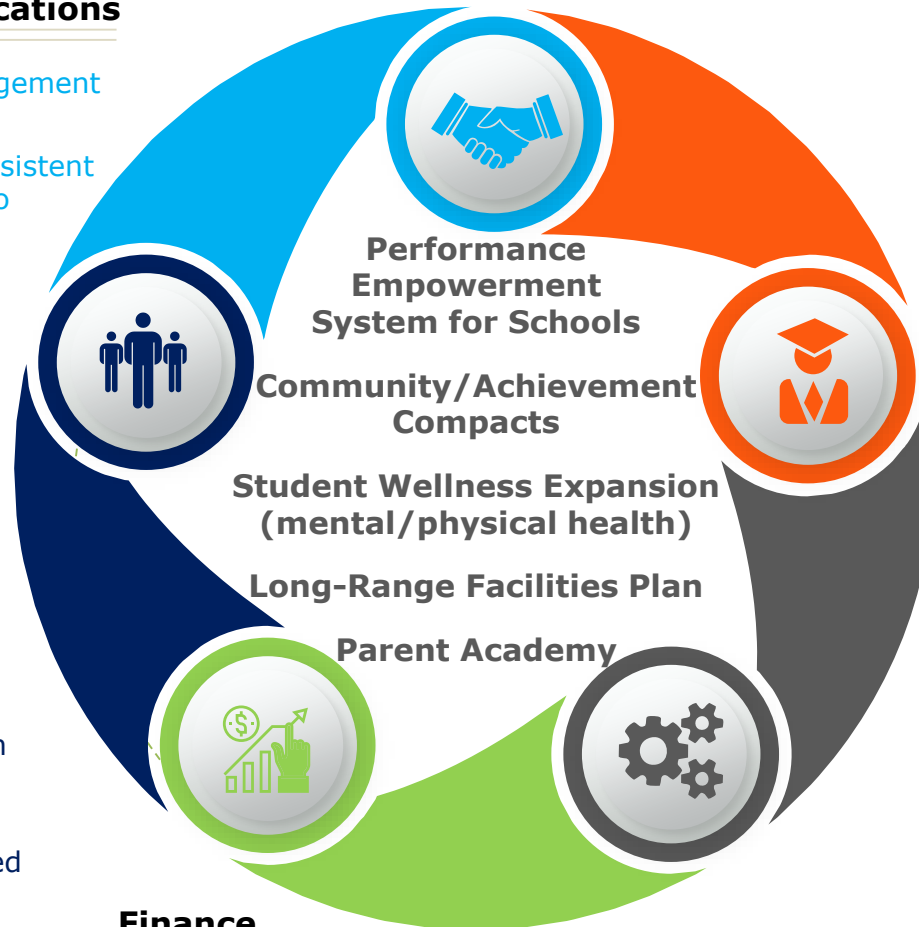 cations
gement
sistent
Performance
Empowerment
System for Schools
Community/Achievement
Compacts
Student Wellness Expansion
(mental/physical health)
Long-Range Facilities Plan
Parent Academy
$
ed
Finance